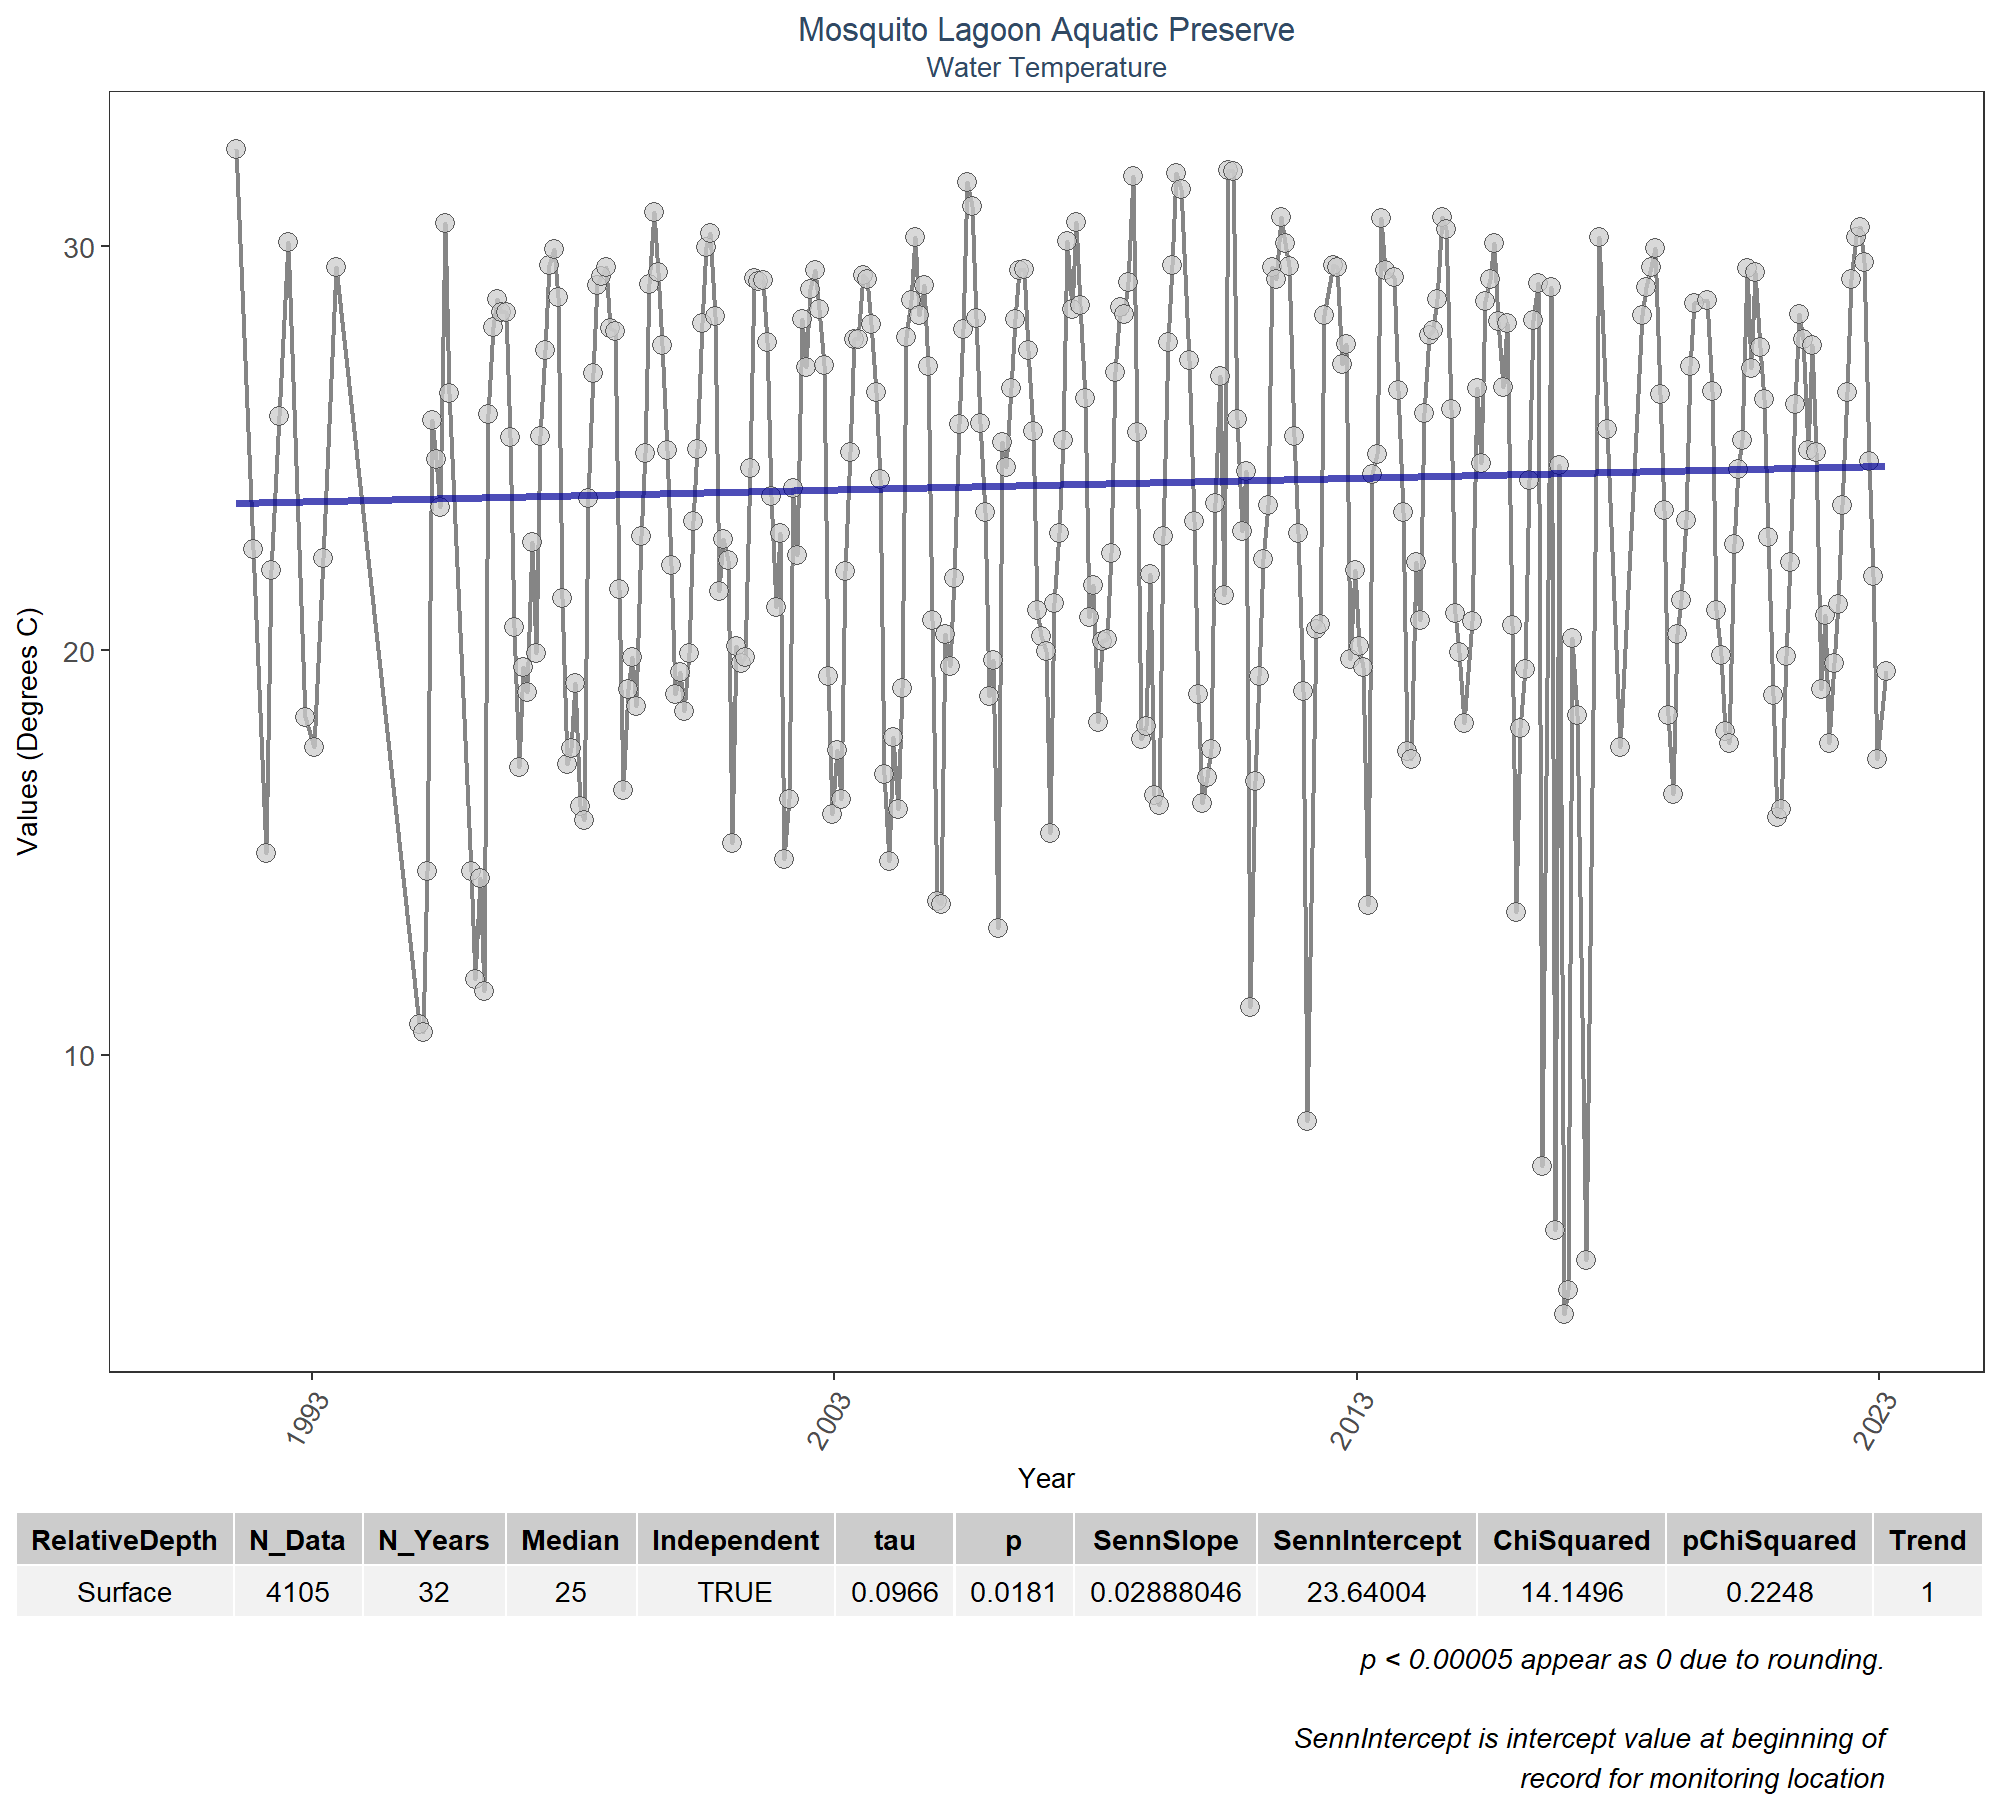 Mosquito Lagoon Aquatic Preserve
Water Temperature
Values (Degrees C)
30
20
10
1993
2003
2013
2023
Year
RelativeDepth N_Data N_Years Median Independent tau p SennSlope SennIntercept ChiSquared pChiSquared Trend
Surface 4105 32 25 TRUE 0.0966 0.0181 0.02888046 23.64004 14.1496 0.2248 1
p < 0.00005 appear as 0 due to rounding.
SennIntercept is intercept value at beginning of
record for monitoring location